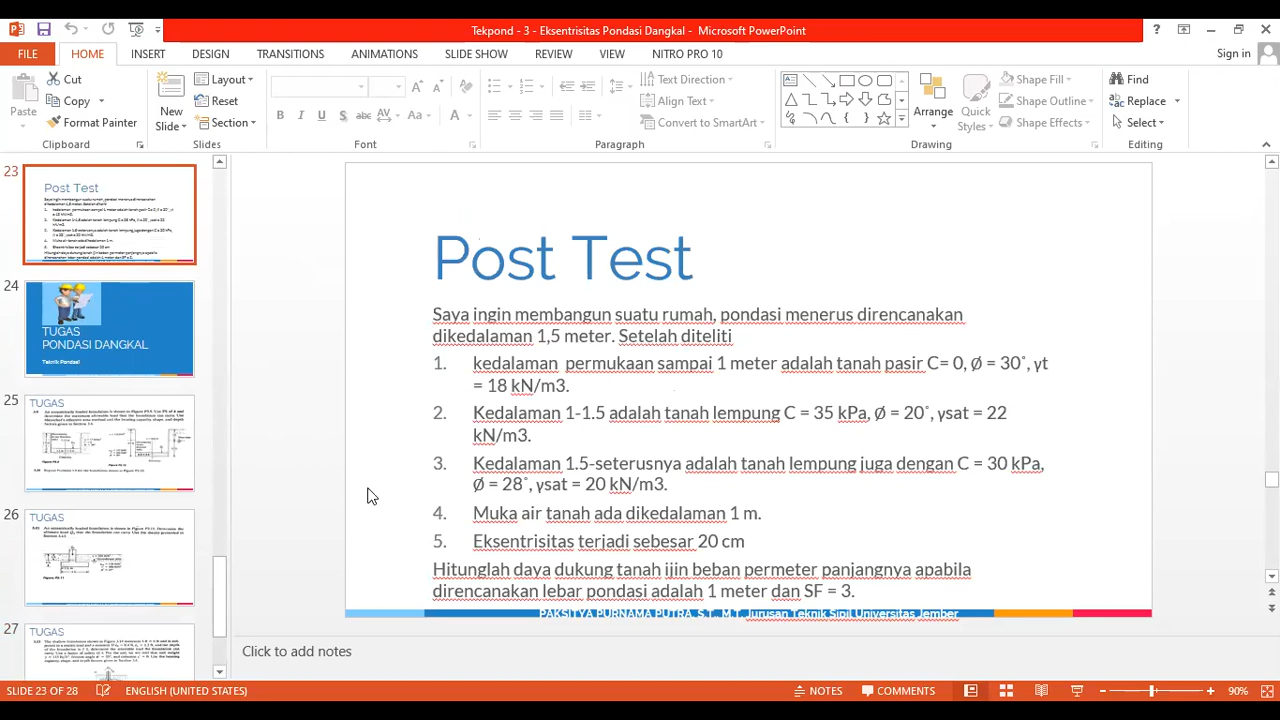 Tekpond - 3 - Eksentrisitas Pondasi Dangkal - Microsoft PowerPoint
FILE HOME INSERT DESIGN TRANSITIONS ANIMATIONS SLIDE SHOW REVIEW VIEW NITRO PRO 10 Sign in
Paste Cut Copy Format Painter
Clipboard
New Slide Layout Reset Section
Slides
Font
Text Direction Align Text Convert to SmartArt
Paragraph
Arrange Quick Styles Shape Fill Shape Outline Shape Effects
Drawing
Find Replace Select
Editing
23
Post Test
24
TUGAS
PONDASI DANGKAL
Teknik Pondasi
25
TUGAS
26
TUGAS
27
TUGAS
Post Test
Saya ingin membangun suatu rumah, pondasi menerus direncanakan
dikedalaman 1,5 meter. Setelah diteliti
1. kedalaman permukaan sampai 1 meter adalah tanah pasir C= 0, Ø = 30˚, γt
= 18 kN/m3.
2. Kedalaman 1-1.5 adalah tanah lempung C = 35 kPa, Ø = 20˚, γsat = 22
kN/m3.
3. Kedalaman 1.5-seterusnya adalah tanah lempung juga dengan C = 30 kPa,
Ø = 28˚, γsat = 20 kN/m3.
4. Muka air tanah ada dikedalaman 1 m.
5. Eksentrisitas terjadi sebesar 20 cm
Hitunglah daya dukung tanah ijin beban permeter panjangnya apabila
direncanakan lebar pondasi adalah 1 meter dan SF = 3.
PAKSITYA PURNAMA PUTRA, S.T., M.T. Jurusan Teknik Sipil Universitas Jember
Click to add notes
SLIDE 23 OF 28 ENGLISH (UNITED STATES) NOTES COMMENTS 90%